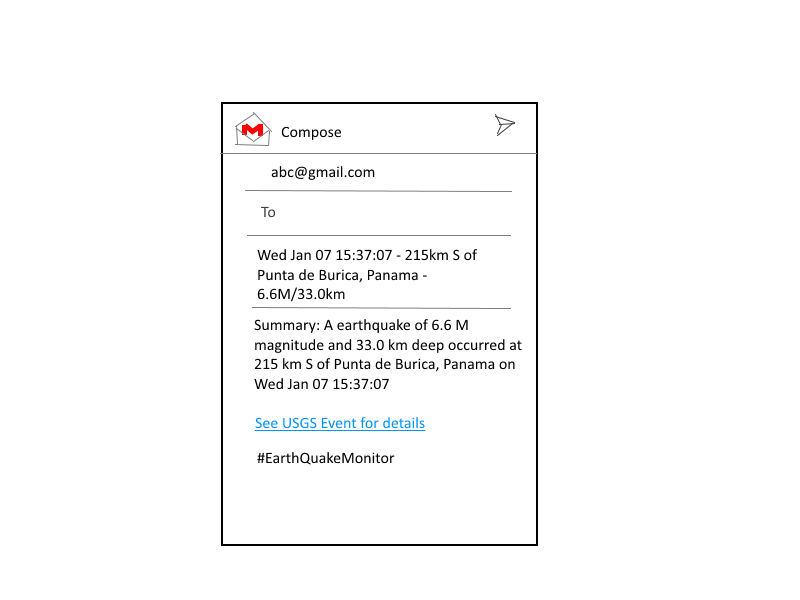 Compose
abc@gmail.com
To
Wed Jan 07 15:37:07 - 215km S of
Punta de Burica, Panama -
6.6M/33.0km
Summary: A earthquake of 6.6 M
magnitude and 33.0 km deep occurred at
215 km S of Punta de Burica, Panama on
Wed Jan 07 15:37:07
See USGS Event for details
#EarthQuakeMonitor